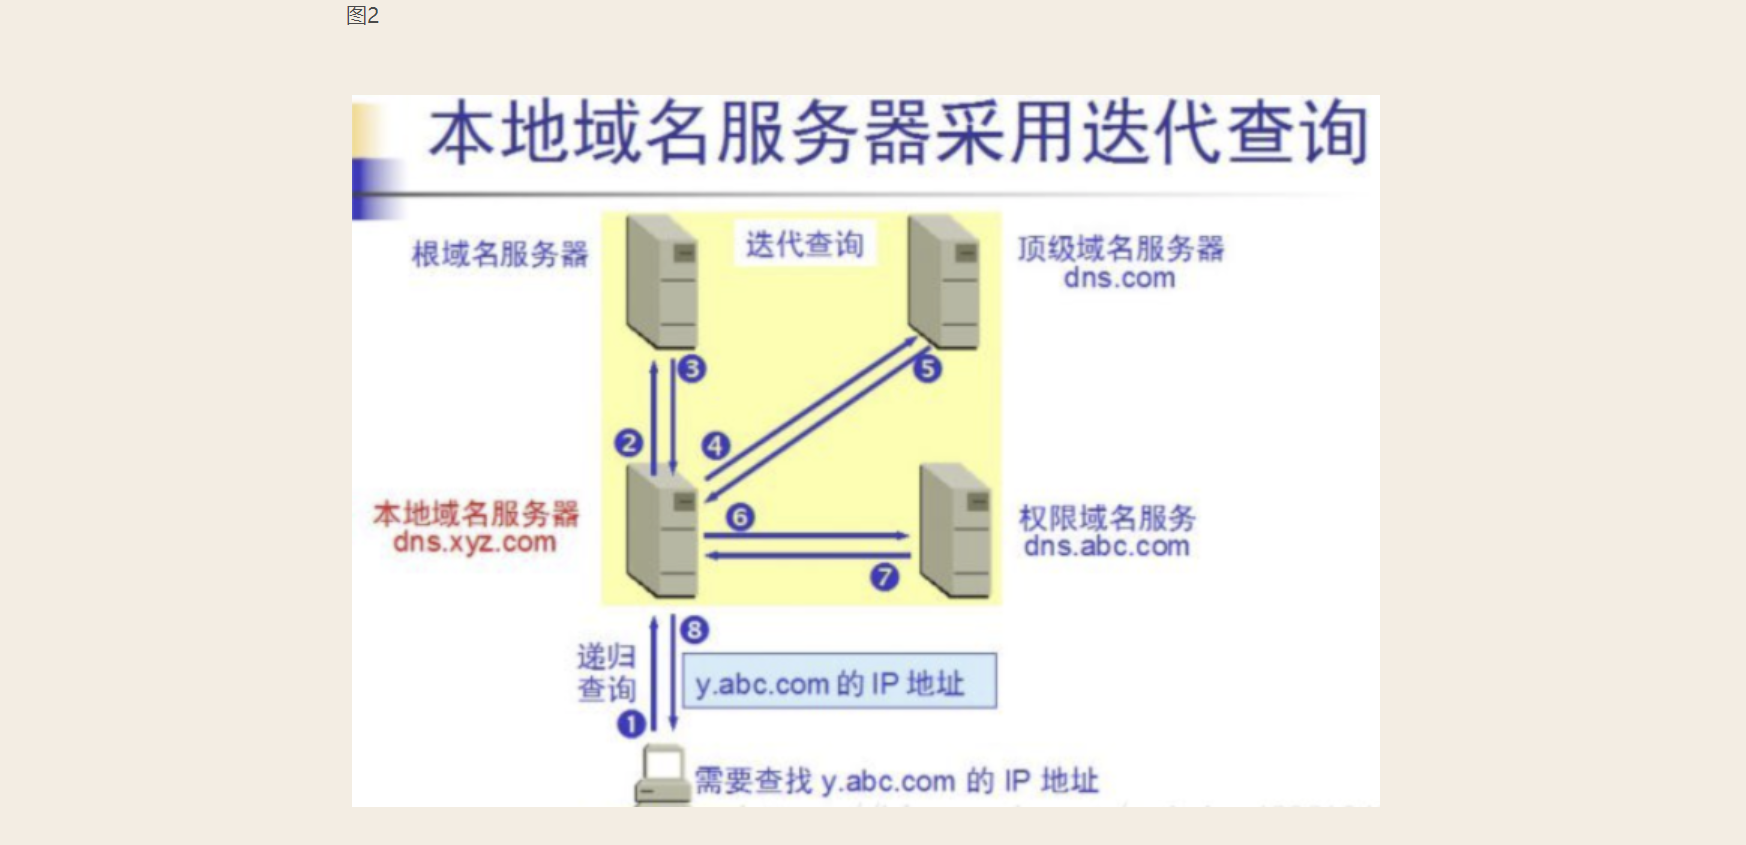 图2
本地域名服务器采用迭代查询
根域名服务器
迭代查询
顶级域名服务器
dns.com
3
5
2
4
本地域名服务器
dns.xyz.com
6
权限域名服务
dns.abc.com
7
8
递归
查询
y.abc.com 的 IP 地址
1
需要查找 y.abc.com 的 IP 地址